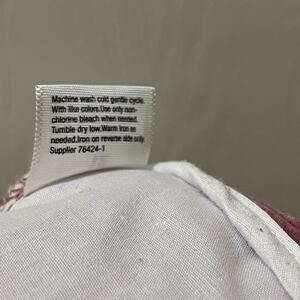 Machine wash cold gentle cycle.
With like colors.Use only non-
chlorine bleach when needed.
Tumble dry low.Warm iron as
needed.Iron on reverse side only.
Supplier 76424-1